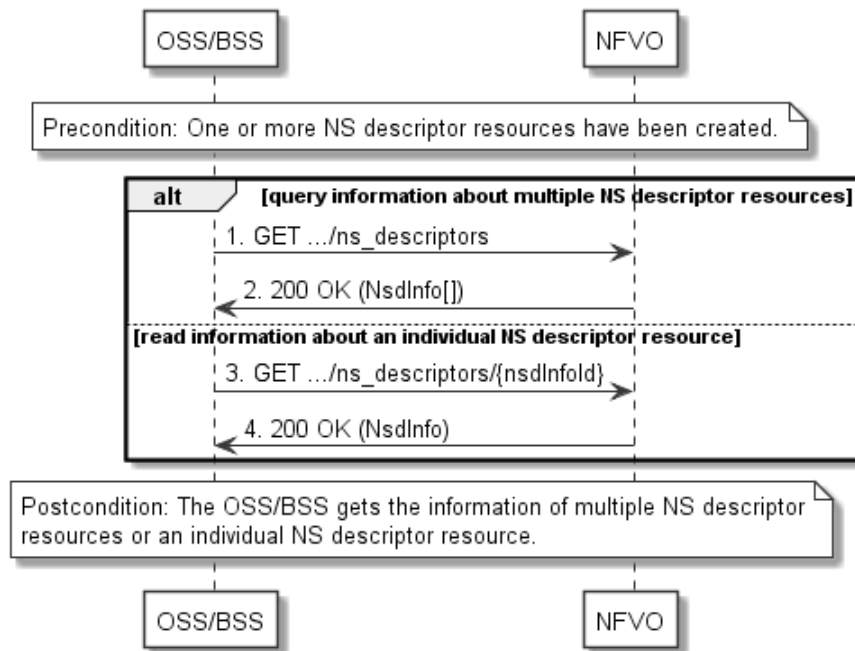 OSS/BSS NFVO
Precondition: One or more NS descriptor resources have been created.
alt [query information about multiple NS descriptor resources]
1. GET .../ns_descriptors
2. 200 OK (NsdInfo[])
[read information about an individual NS descriptor resource]
3. GET .../ns_descriptors/{nsdInfoId}
4. 200 OK (NsdInfo)
Postcondition: The OSS/BSS gets the information of multiple NS descriptor
resources or an individual NS descriptor resource.
OSS/BSS NFVO